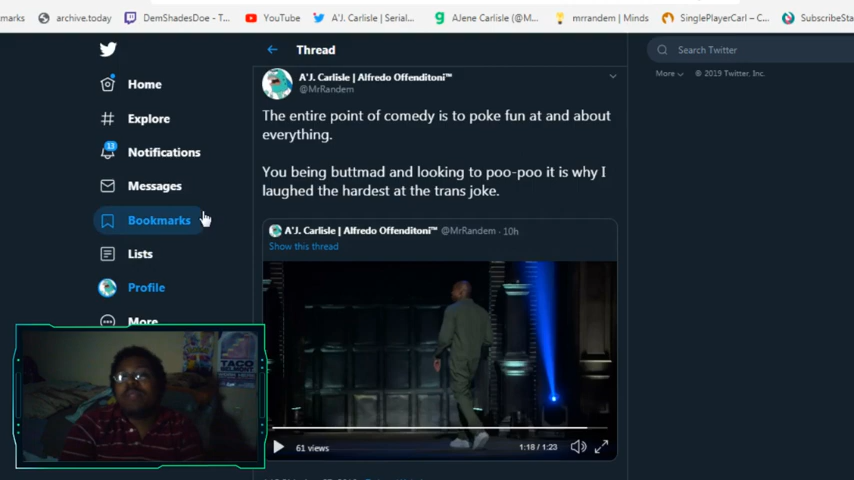 marks archive.today DemShadesDoe - T... YouTube A'J. Carlisle | Serial... AJene Carlisle (@M... mrrandem | Minds SinglePlayerCarl – C... SubscribeSta
Thread
Search Twitter
Home
A'J. Carlisle | Alfredo Offenditoni™
More © 2019 Twitter, Inc.
@MrRandem
Explore
The entire point of comedy is to poke fun at and about
everything.
13
Notifications
You being buttmad and looking to poo-poo it is why I
Messages
laughed the hardest at the trans joke.
Bookmarks
A'J. Carlisle | Alfredo Offenditoni™ @MrRandem · 10h
Show this thread
Lists
Profile
More
TACO
BELMONT
61 views
1:18 / 1:23